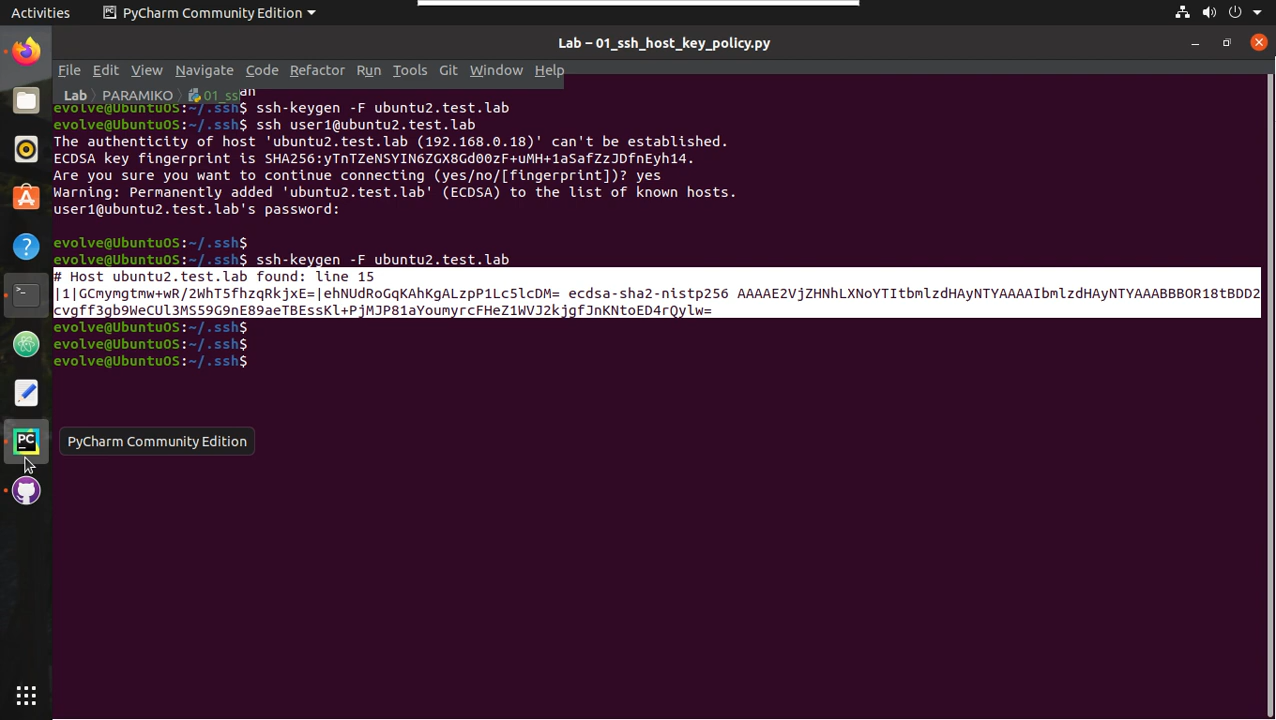 Activities PyCharm Community Edition
Lab – 01_ssh_host_key_policy.py
File Edit View Navigate Code Refactor Run Tools Git Window Help
Lab PARAMIKO 01_ss
evolve@UbuntuOS:~/.ssh$ ssh-keygen -F ubuntu2.test.lab
evolve@UbuntuOS:~/.ssh$ ssh user1@ubuntu2.test.lab
The authenticity of host 'ubuntu2.test.lab (192.168.0.18)' can't be established.
ECDSA key fingerprint is SHA256:yTnTZeNSYIN6ZGX8Gd00zF+uMH+1aSafZzJDfnEyh14.
Are you sure you want to continue connecting (yes/no/[fingerprint])? yes
Warning: Permanently added 'ubuntu2.test.lab' (ECDSA) to the list of known hosts.
user1@ubuntu2.test.lab's password:
evolve@UbuntuOS:~/.ssh$
evolve@UbuntuOS:~/.ssh$ ssh-keygen -F ubuntu2.test.lab
# Host ubuntu2.test.lab found: line 15
|1|GCmymgtmw+wR/2WhT5fhzqRkjxE=|ehNUdRoGqKAhKgALzpP1Lc5lcDM= ecdsa-sha2-nistp256 AAAAE2VjZHNhLXNoYTItbmlzdHAyNTYAAAAIbmlzdHAyNTYAAABBBOR18tBDD2
cvgff3gb9WeCUl3MS59G9nE89aeTBEssKl+PjMJP81aYoumyrcFHeZ1WVJ2kjgfJnKNtoED4rQylw=
evolve@UbuntuOS:~/.ssh$
evolve@UbuntuOS:~/.ssh$
evolve@UbuntuOS:~/.ssh$
PyCharm Community Edition